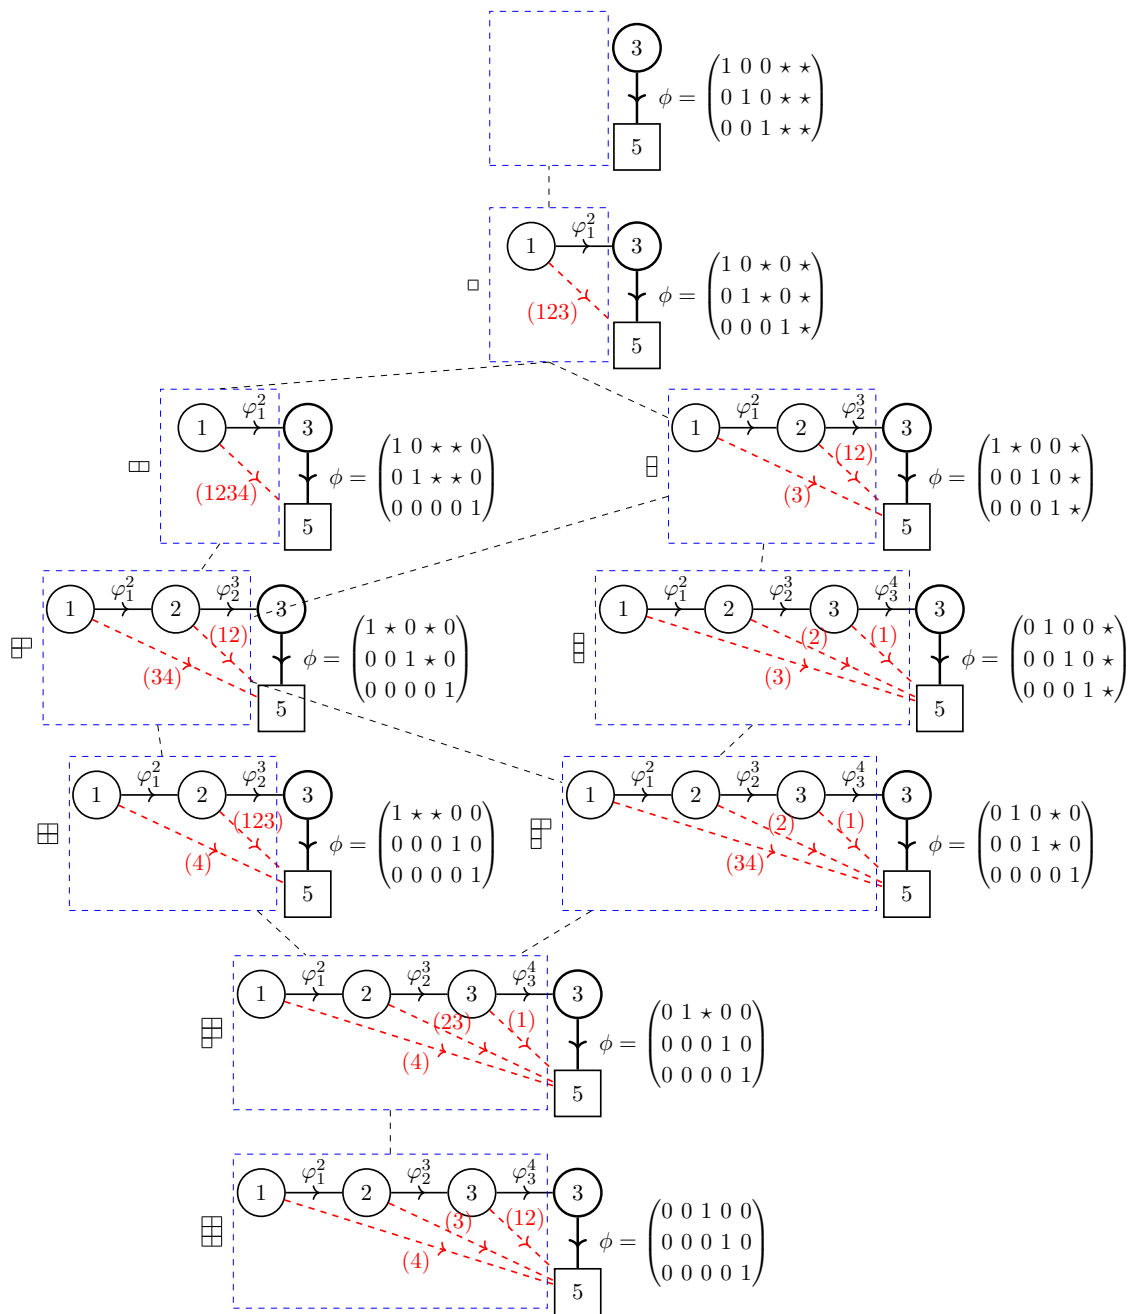 3
5
ϕ = (1 0 0 ⋆ ⋆
0 1 0 ⋆ ⋆
0 0 1 ⋆ ⋆)
1 φ₁² 3
(123)
5
ϕ = (1 0 ⋆ 0 ⋆
0 1 ⋆ 0 ⋆
0 0 0 1 ⋆)
1 φ₁² 3
(1234)
5
ϕ = (1 0 ⋆ ⋆ 0
0 1 ⋆ ⋆ 0
0 0 0 0 1)
1 φ₁² 2 φ₂³ 3
(12)
(3)
5
ϕ = (1 ⋆ 0 0 ⋆
0 0 1 0 ⋆
0 0 0 1 ⋆)
1 φ₁² 2 φ₂³ 3
(12)
(34)
5
ϕ = (1 ⋆ 0 ⋆ 0
0 0 1 ⋆ 0
0 0 0 0 1)
1 φ₁² 2 φ₂³ 3 φ₃⁴ 3
(2) (1)
(3)
5
ϕ = (0 1 0 0 ⋆
0 0 1 0 ⋆
0 0 0 1 ⋆)
1 φ₁² 2 φ₂³ 3
(123)
(4)
5
ϕ = (1 ⋆ ⋆ 0 0
0 0 0 1 0
0 0 0 0 1)
1 φ₁² 2 φ₂³ 3 φ₃⁴ 3
(2) (1)
(34)
5
ϕ = (0 1 0 ⋆ 0
0 0 1 ⋆ 0
0 0 0 0 1)
1 φ₁² 2 φ₂³ 3 φ₃⁴ 3
(23) (1)
(4)
5
ϕ = (0 1 ⋆ 0 0
0 0 0 1 0
0 0 0 0 1)
1 φ₁² 2 φ₂³ 3 φ₃⁴ 3
(3) (12)
(4)
5
ϕ = (0 0 1 0 0
0 0 0 1 0
0 0 0 0 1)